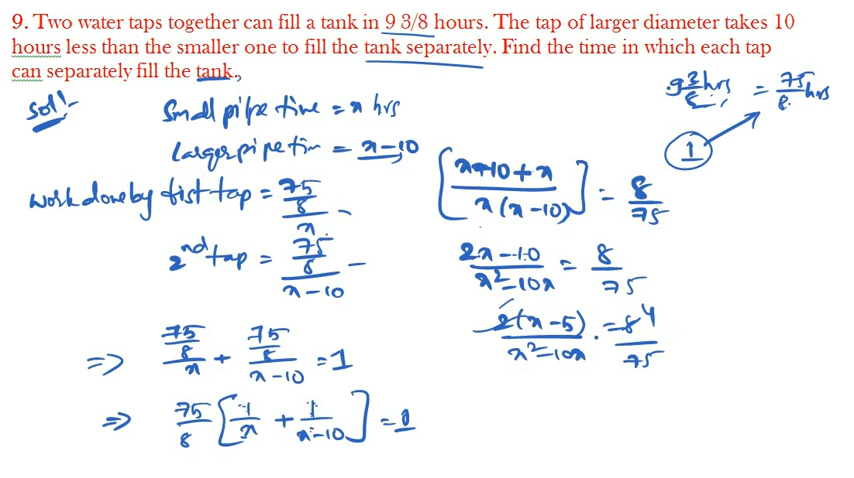 9. Two water taps together can fill a tank in 9 3/8 hours. The tap of larger diameter takes 10
hours less than the smaller one to fill the tank separately. Find the time in which each tap
can separately fill the tank.
Sol:-
Small pipe time = x hrs
Larger pipe tim = x-10
work done by fist tap = 75/8/x
2nd tap = 75/8/x-10
=> 75/8/x + 75/8/x-10 = 1
=> 75/8 [1/x + 1/x-10] = 1
9 3/8 hrs = 75/8 hrs
1
[x-10+x/x(x-10)] = 8/75
2x-10/x²-10x = 8/75
2(x-5)/x²-10x = 8 4/75